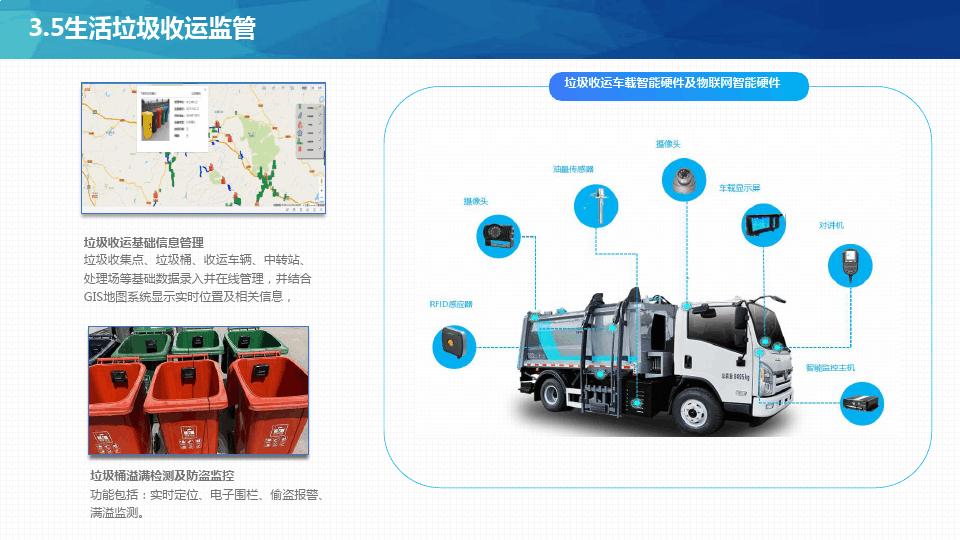 3.5生活垃圾收运监管
垃圾收运基础信息管理
垃圾收集点、垃圾桶、收运车辆、中转站、
处理场等基础数据录入并在线管理，并结合
GIS地图系统显示实时位置及相关信息，
垃圾桶溢满检测及防盗监控
功能包括：实时定位、电子围栏、偷盗报警、
满溢监测。
垃圾收运车载智能硬件及物联网智能硬件
摄像头
油量传感器
车载显示屏
摄像头
对讲机
RFID感应器
智能监控主机